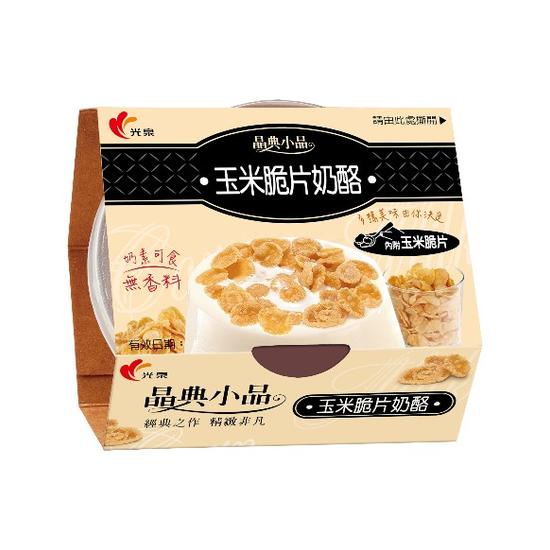 光泉
請由此處撕開▶
晶典小品
·玉米脆片奶酪·
多種美味由你決定
內附玉米脆片
奶素可食
無香料
有效日期：
光泉
晶典小品
經典之作 精緻非凡
·玉米脆片奶酪·